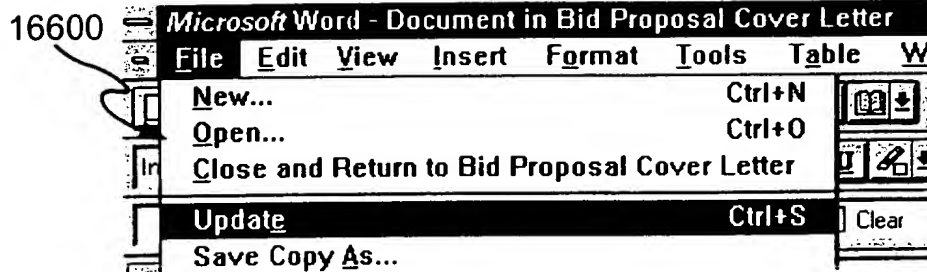 16600
Microsoft Word - Document in Bid Proposal Cover Letter
File Edit View Insert Format Tools Table W
New... Ctrl+N
Open... Ctrl+O
In Close and Return to Bid Proposal Cover Letter
Update Ctrl+S Clear
Save Copy As...